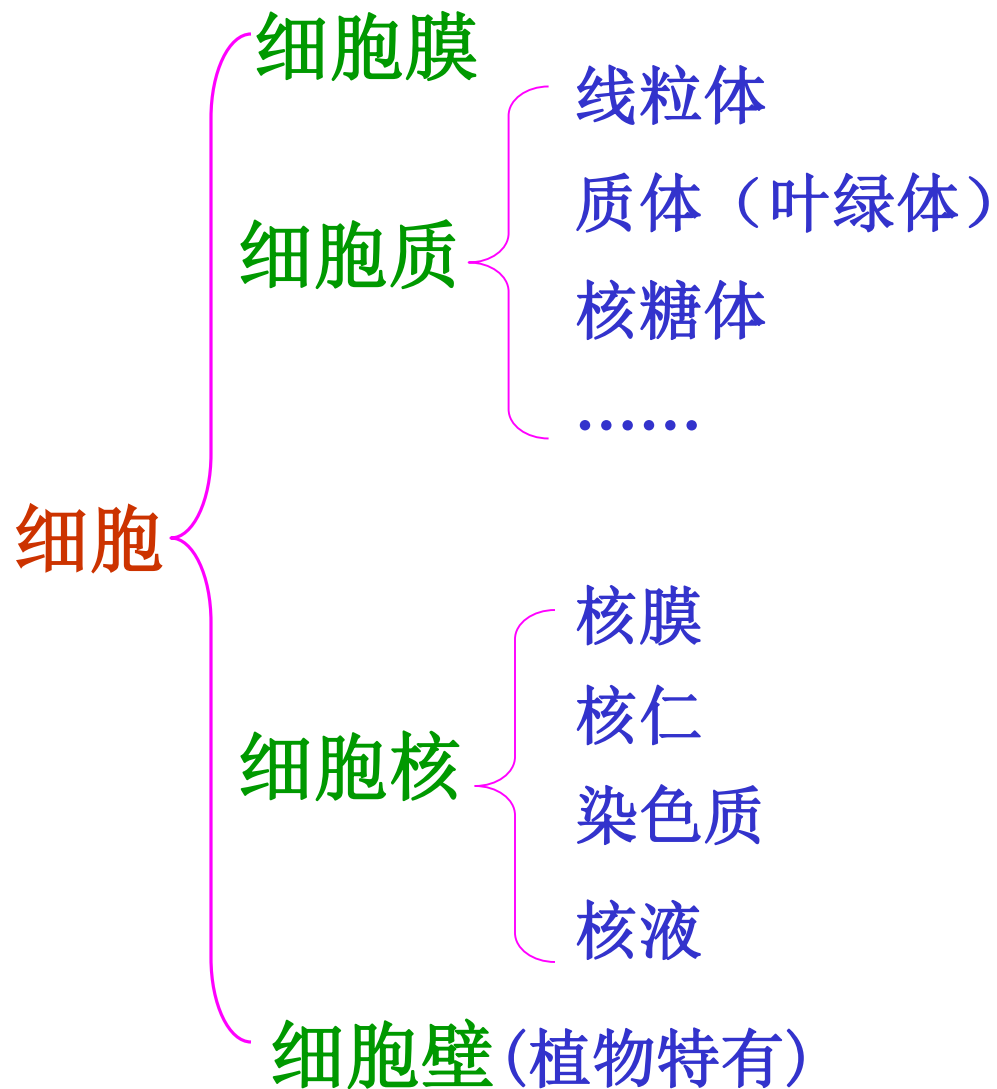 细胞膜
线粒体
细胞质
质体（叶绿体）
核糖体
……
细胞
核膜
核仁
细胞核
染色质
核液
细胞壁(植物特有)